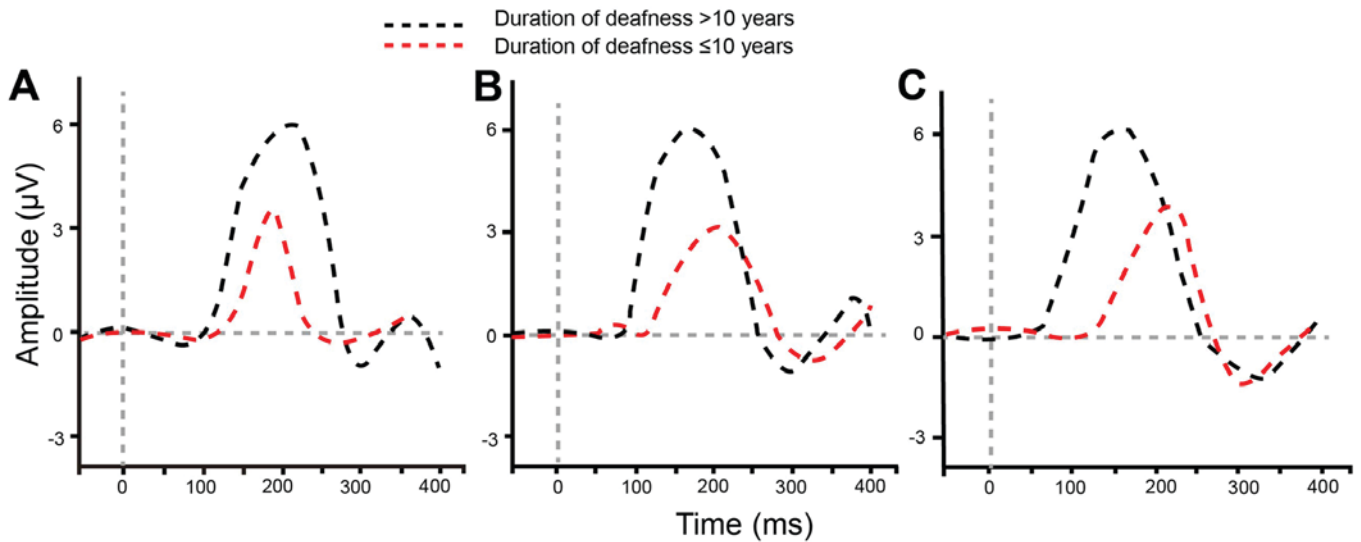 Duration of deafness >10 years
Duration of deafness ≤10 years
A
B
C
Amplitude (µV)
6
3
0
-3
6
3
0
-3
6
3
0
-3
0 100 200 300 400
0 100 200 300 400
0 100 200 300 400
Time (ms)